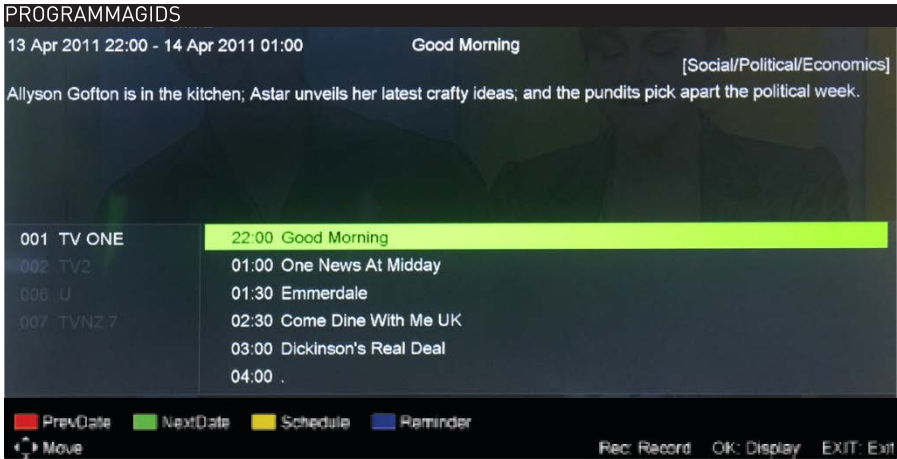 PROGRAMMAGIDS
13 Apr 2011 22:00 - 14 Apr 2011 01:00 Good Morning
[Social/Political/Economics]
Allyson Gofton is in the kitchen; Astar unveils her latest crafty ideas; and the pundits pick apart the political week.
001 TV ONE 22:00 Good Morning
002 TV2 01:00 One News At Midday
006 U 01:30 Emmerdale
007 TVNZ 7 02:30 Come Dine With Me UK
03:00 Dickinson's Real Deal
04:00 .
PrevDate NextDate Schedule Reminder
Move Rec: Record OK: Display EXIT: Exit